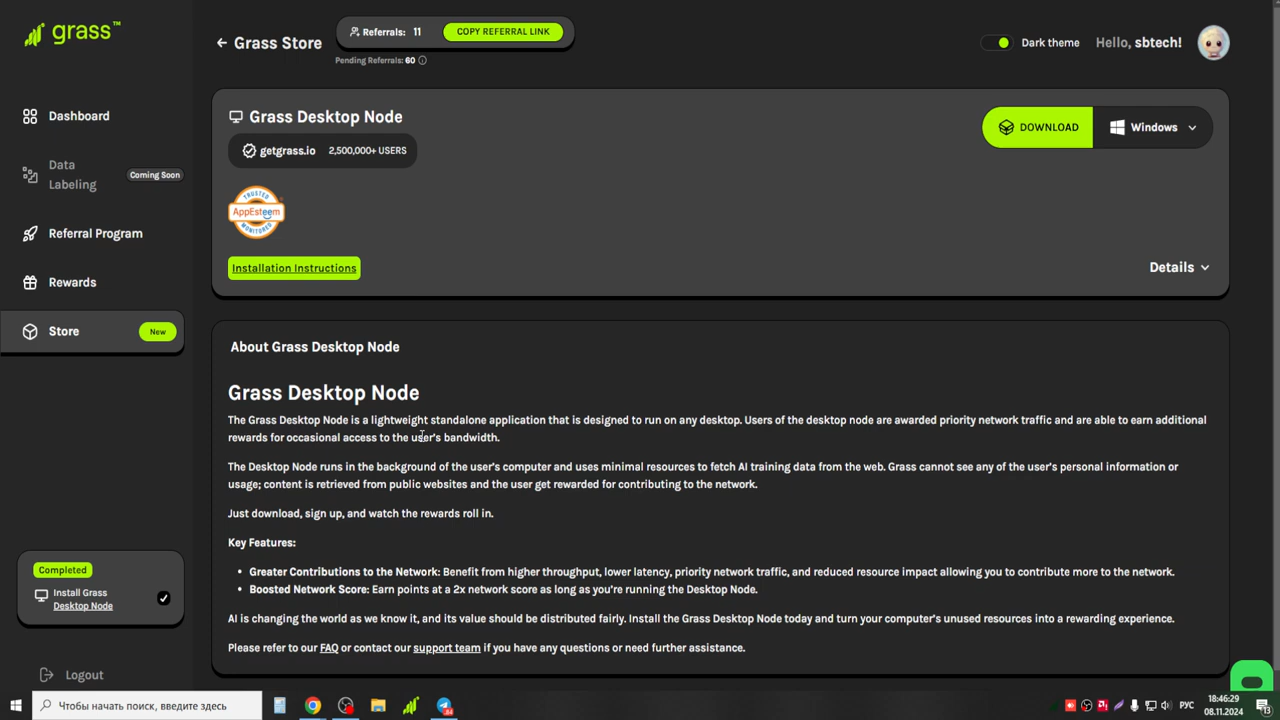 grass™
Grass Store
Referrals: 11
COPY REFERRAL LINK
Pending Referrals: 60
Dark theme
Hello, sbtech!
Dashboard
Data
Labeling
Coming Soon
Referral Program
Rewards
Store
New
Completed
Install Grass
Desktop Node
Logout
Grass Desktop Node
getgrass.io 2,500,000+ USERS
DOWNLOAD
Windows
TRUSTED
AppEsteem
MONITORED
Installation Instructions
Details
About Grass Desktop Node
Grass Desktop Node
The Grass Desktop Node is a lightweight standalone application that is designed to run on any desktop. Users of the desktop node are awarded priority network traffic and are able to earn additional
rewards for occasional access to the user's bandwidth.
The Desktop Node runs in the background of the user's computer and uses minimal resources to fetch AI training data from the web. Grass cannot see any of the user's personal information or
usage; content is retrieved from public websites and the user get rewarded for contributing to the network.
Just download, sign up, and watch the rewards roll in.
Key Features:
• Greater Contributions to the Network: Benefit from higher throughput, lower latency, priority network traffic, and reduced resource impact allowing you to contribute more to the network.
• Boosted Network Score: Earn points at a 2x network score as long as you're running the Desktop Node.
AI is changing the world as we know it, and its value should be distributed fairly. Install the Grass Desktop Node today and turn your computer's unused resources into a rewarding experience.
Please refer to our FAQ or contact our support team if you have any questions or need further assistance.
Чтобы начать поиск, введите здесь
РУС
18:46:29
08.11.2024